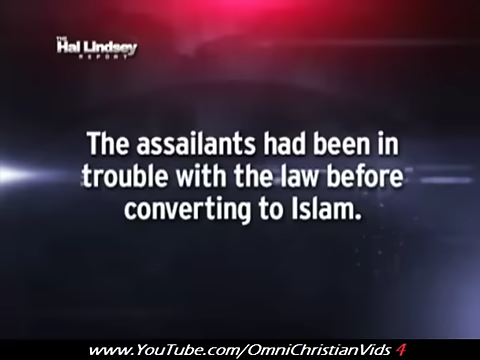 THE
Hal Lindsey
REPORT
The assailants had been in
trouble with the law before
converting to Islam.
www.YouTube.com/OmniChristianVids 4